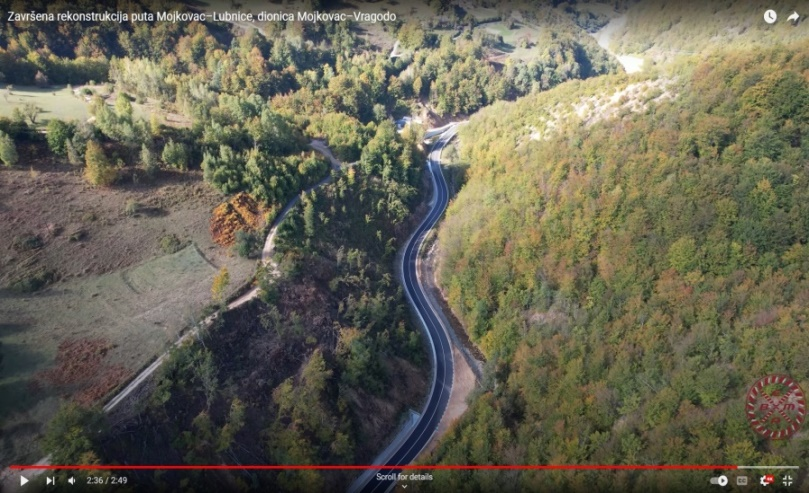 Završena rekonstrukcija puta Mojkovac–Lubnice, dionica Mojkovac–Vragodo
2:36 / 2:49
Scroll for details